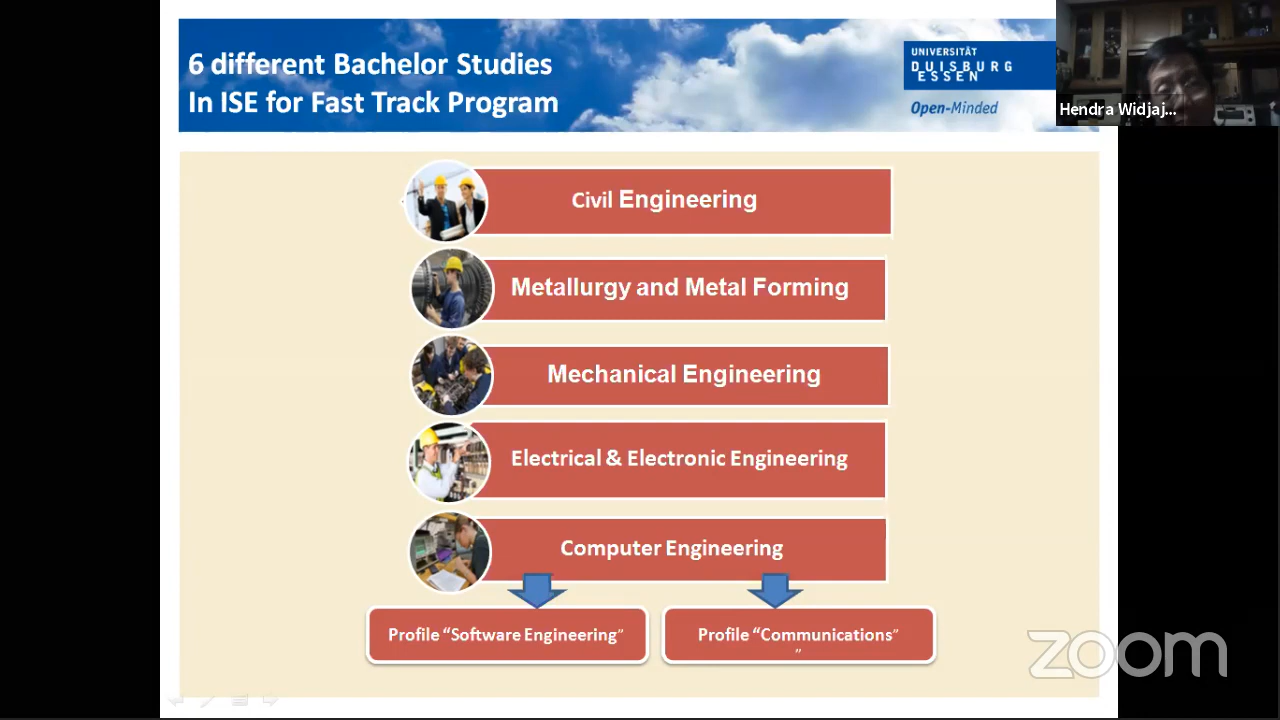 6 different Bachelor Studies
In ISE for Fast Track Program
UNIVERSITÄT
DUISBURG
ESSEN
Open-Minded
Hendra Widjaj...
Civil Engineering
Metallurgy and Metal Forming
Mechanical Engineering
Electrical & Electronic Engineering
Computer Engineering
Profile “Software Engineering”
Profile “Communications”
”
zoom